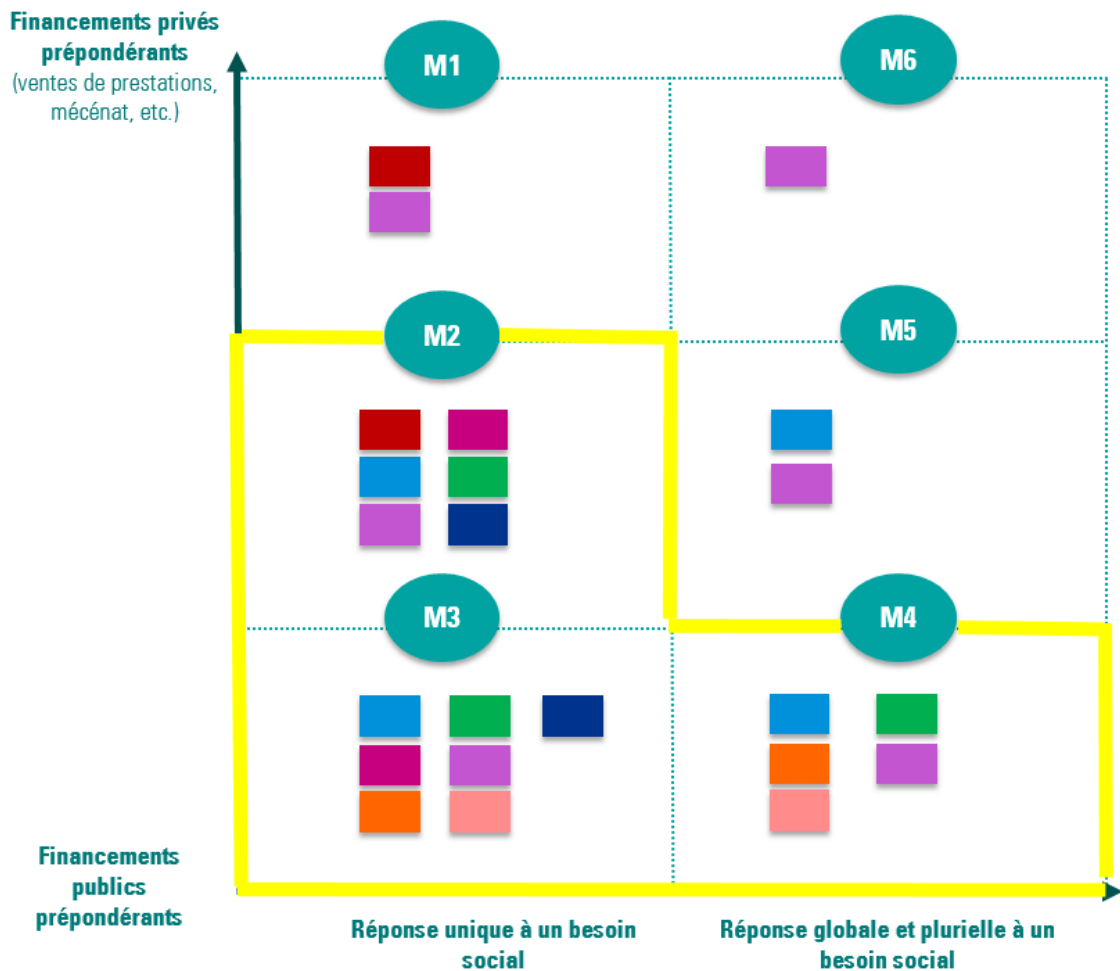 Financements privés
prépondérants
(ventes de prestations,
mécénat, etc.)
M1
M6
M2
M5
M3
M4
Financements
publics
prépondérants
Réponse unique à un besoin
social
Réponse globale et plurielle à un
besoin social